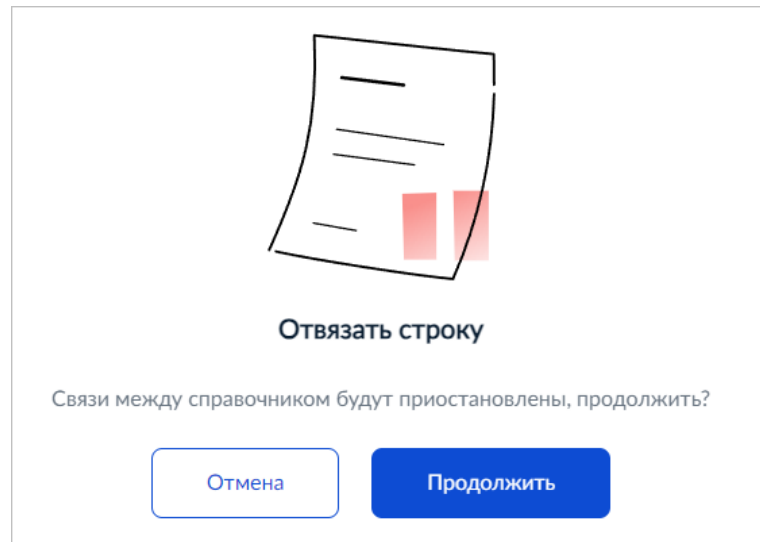 Отвязать строку
Связи между справочником будут приостановлены, продолжить?
Отмена
Продолжить